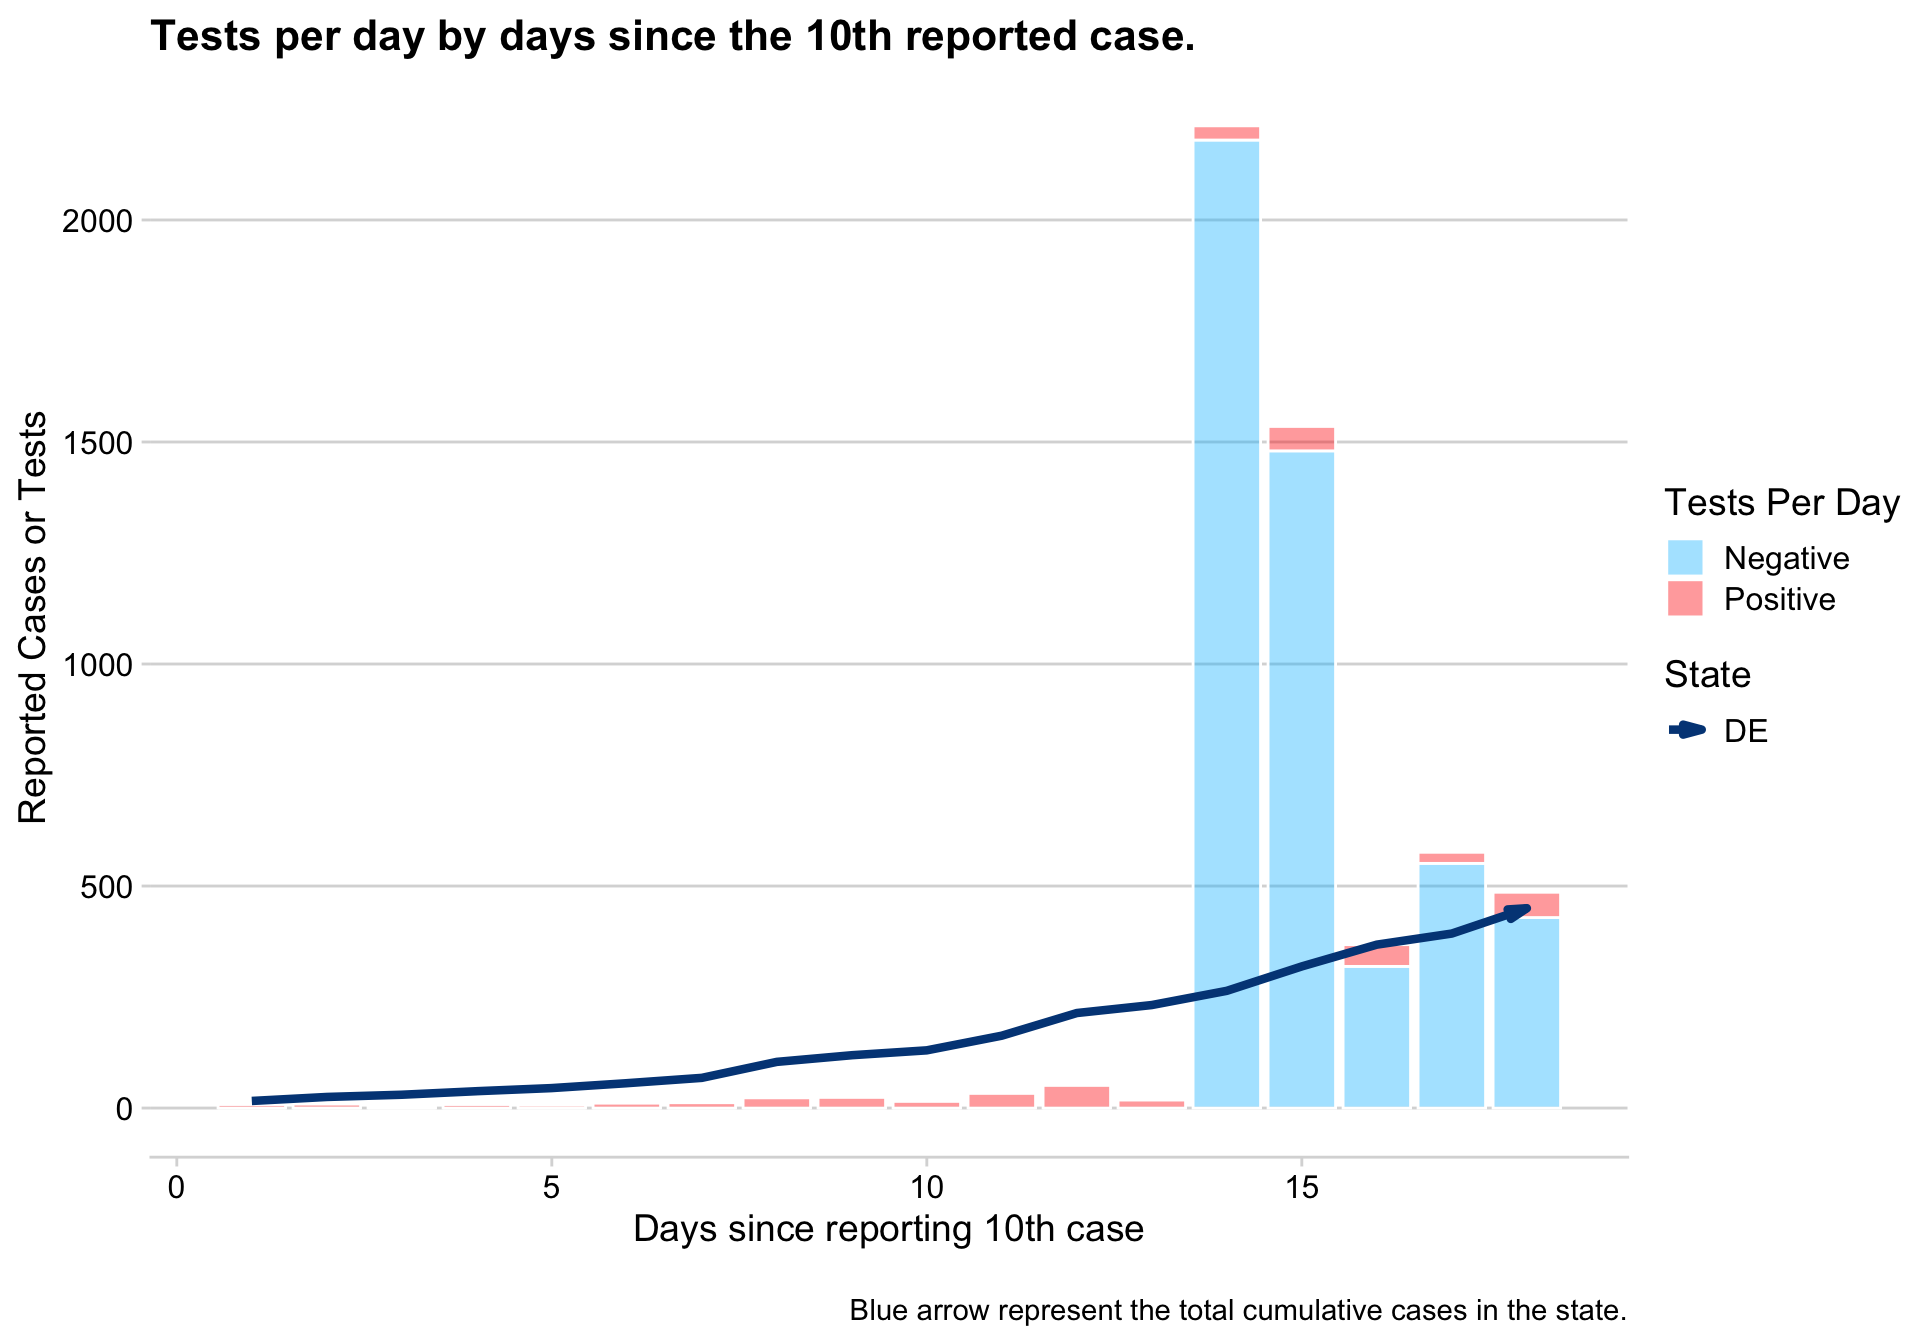 Tests per day by days since the 10th reported case.
Reported Cases or Tests
2000
1500
1000
500
0
0
5
10
15
Days since reporting 10th case
Tests Per Day
Negative
Positive
State
DE
Blue arrow represent the total cumulative cases in the state.